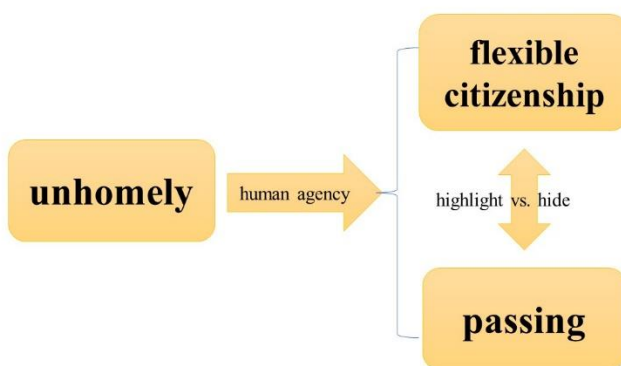 flexible
citizenship
unhomely
human agency
highlight vs. hide
passing